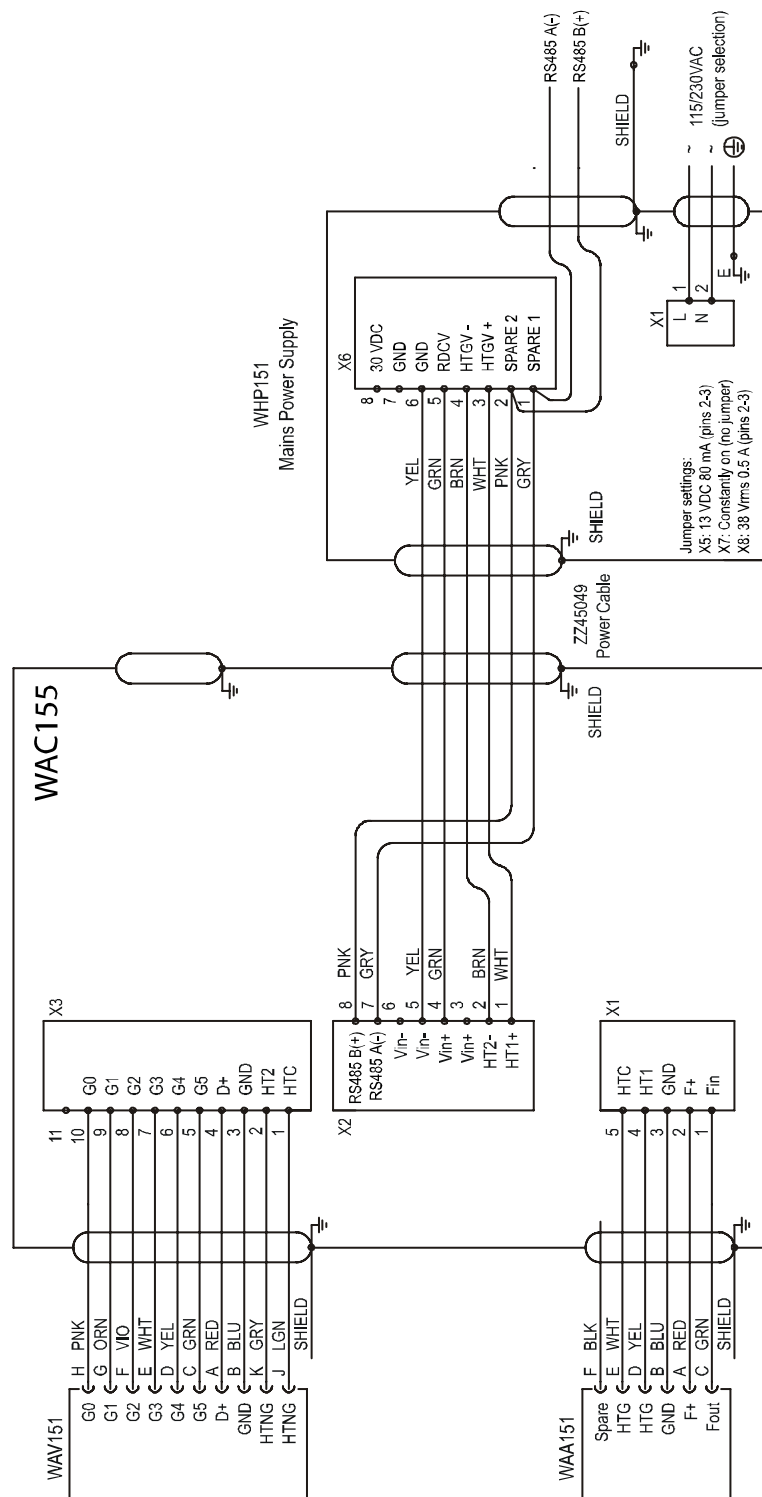 WAV151
G0 H PNK
G1 G ORN
G2 F VIO
G3 E WHT
G4 D YEL
G5 C GRN
D+ A RED
GND B BLU
HTNG K GRY
HTNG J LGN
SHIELD
X3
11
10 G0
9 G1
8 G2
7 G3
6 G4
5 G5
4 D+
3 GND
2 HT2
1 HTC
WAC155
WAA151
Spare F BLK
HTG E WHT
HTG D YEL
GND B BLU
F+ A RED
Fout C GRN
SHIELD
X1
5 HTC
4 HT1
3 GND
2 F+
1 Fin
X2
RS485 B(+) 8 PNK
RS485 A(-) 7 GRY
Vin- 6
Vin- 5 YEL
Vin+ 4 GRN
Vin+ 3
HT2- 2 BRN
HT1+ 1 WHT
SHIELD
ZZ45049
Power Cable
SHIELD
WHP151
Mains Power Supply
X6
8 30 VDC
7 GND
YEL 6 GND
GRN 5 RDCV
BRN 4 HTGV -
WHT 3 HTGV +
PNK 2 SPARE 2
GRY 1 SPARE 1
RS485 A(-)
RS485 B(+)
SHIELD
X1
L 1 ~
N 2 ~
E
115/230VAC
(jumper selection)
Jumper settings:
X5: 13 VDC 80 mA (pins 2-3)
X7: Constantly on (no jumper)
X8: 38 Vrms 0.5 A (pins 2-3)